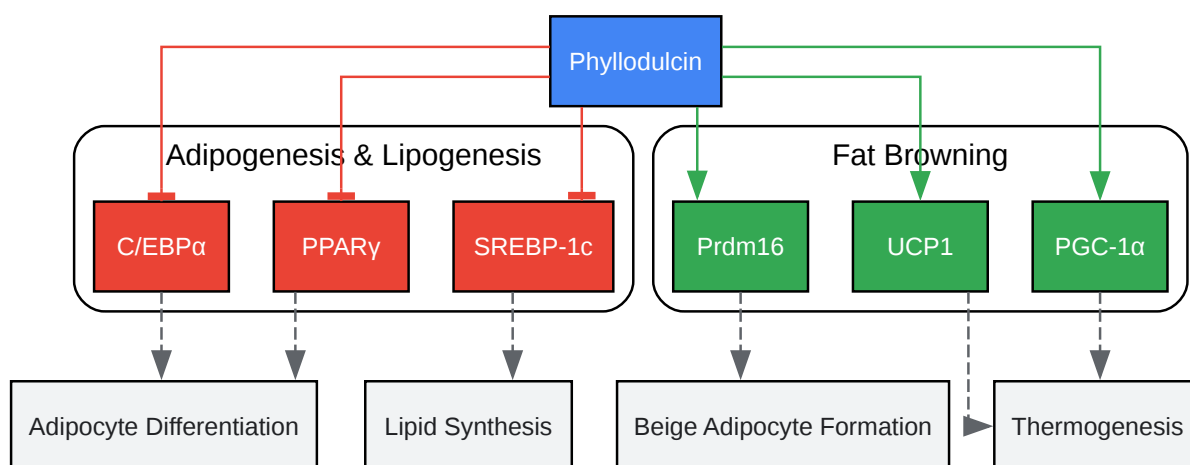 Phyllodulcin
Adipogenesis & Lipogenesis
Fat Browning
C/EBPα
PPARγ
SREBP-1c
Prdm16
UCP1
PGC-1α
Adipocyte Differentiation
Lipid Synthesis
Beige Adipocyte Formation
Thermogenesis